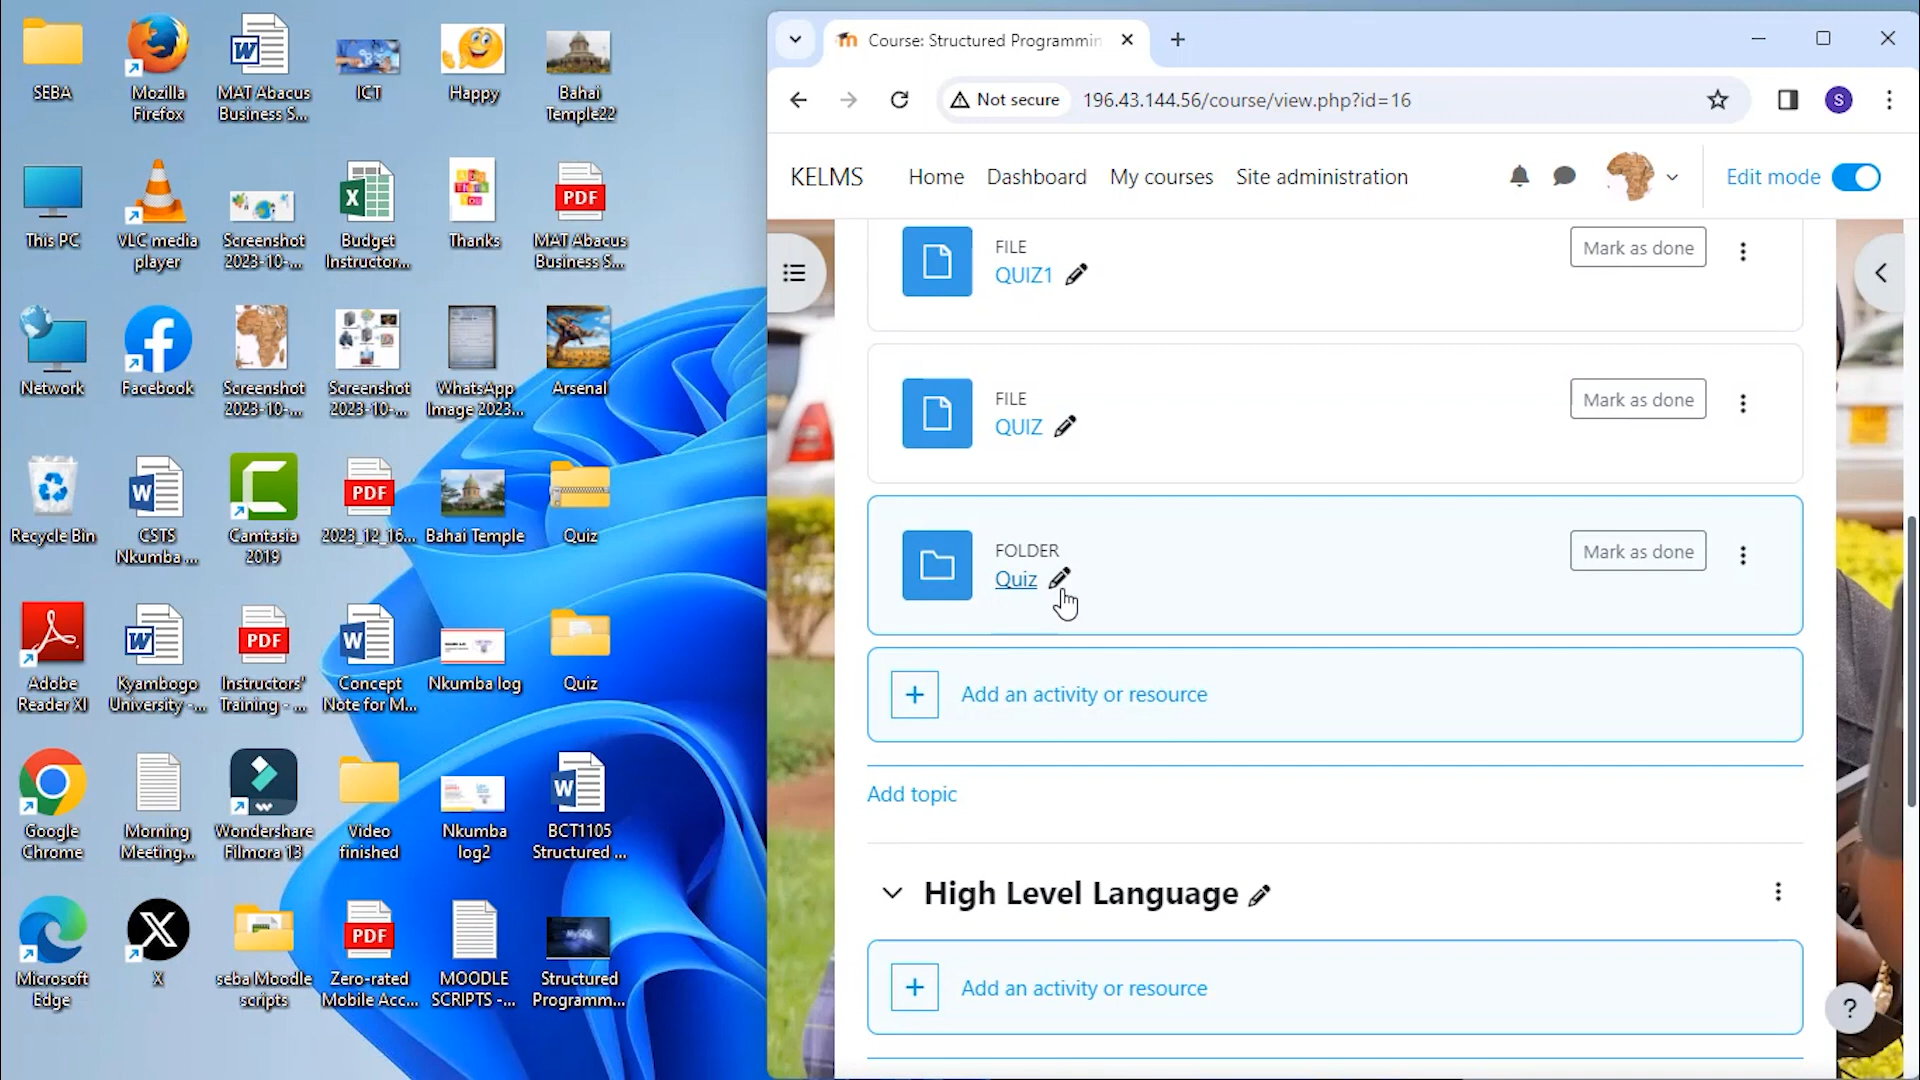 SEBA
Mozilla
Firefox
MAT Abacus
Business S...
ICT
Happy
Bahai
Temple22
This PC
VLC media
player
Screenshot
2023-10-...
Budget
Instructor...
Thanks
MAT Abacus
Business S...
Network
Facebook
Screenshot
2023-10-...
Screenshot
2023-10-...
WhatsApp
Image 2023...
Arsenal
Recycle Bin
CSTS
Nkumba ...
Camtasia
2019
2023_12_16...
Bahai Temple
Quiz
Adobe
Reader XI
Kyambogo
University -...
Instructors'
Training - ...
Concept
Note for M...
Nkumba log
Quiz
Google
Chrome
Morning
Meeting...
Wondershare
Filmora 13
Video
finished
Nkumba
log2
BCT1105
Structured ...
Microsoft
Edge
X
seba Moodle
scripts
Zero-rated
Mobile Acc...
MOODLE
SCRIPTS -...
Structured
Programm...
PDF
PDF
PDF
PDF
MySQL
Course: Structured Programmin
Not secure
196.43.144.56/course/view.php?id=16
S
KELMS
Home
Dashboard
My courses
Site administration
Edit mode
FILE
QUIZ1
Mark as done
FILE
QUIZ
Mark as done
FOLDER
Quiz
Mark as done
Add an activity or resource
Add topic
High Level Language
Add an activity or resource
?